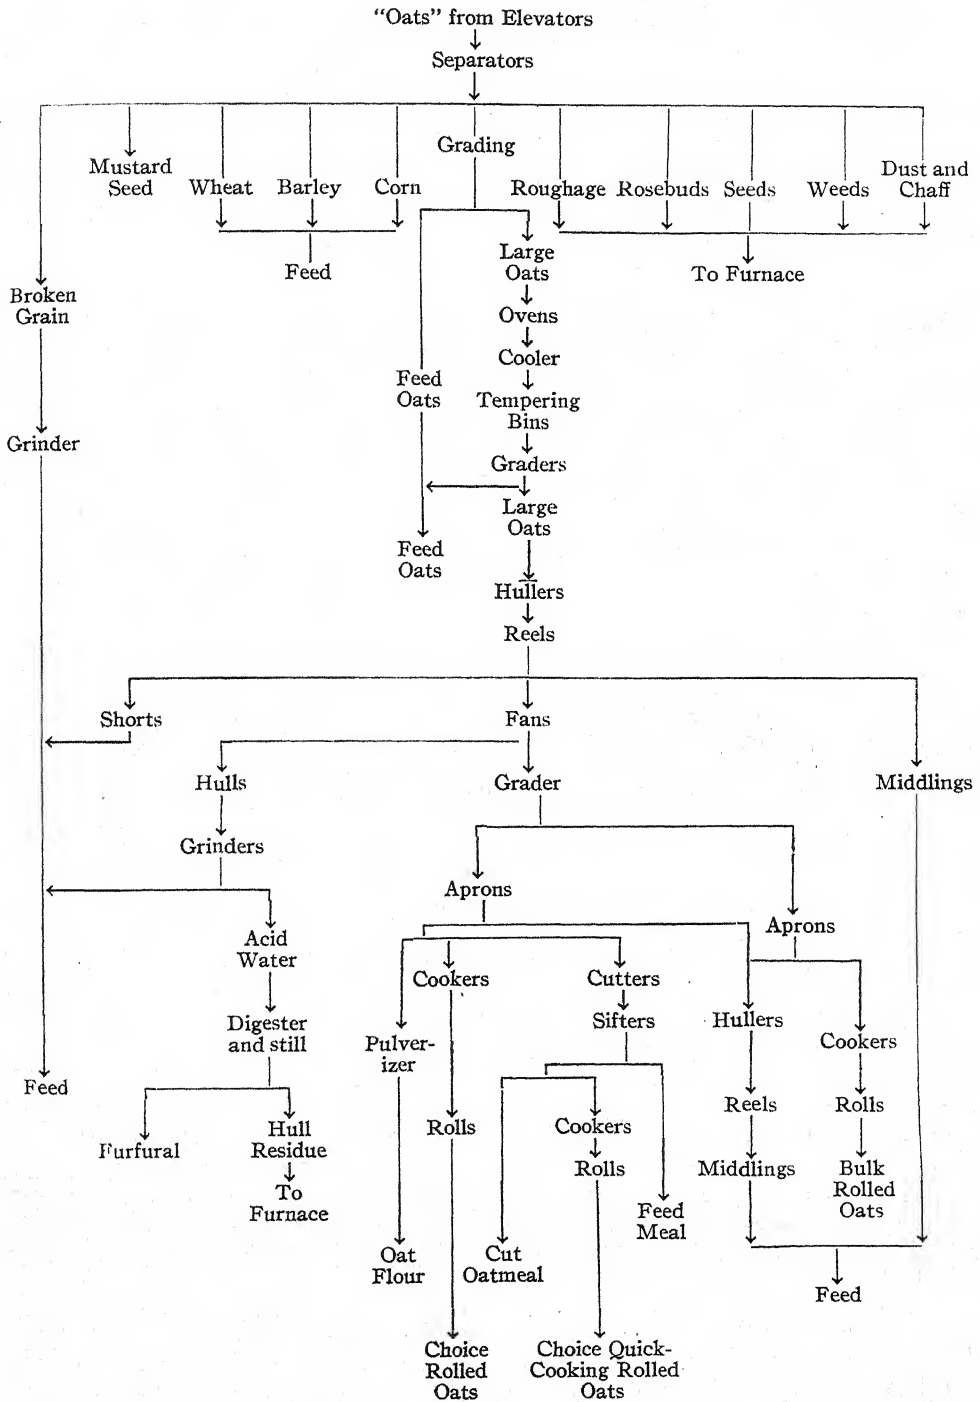 “Oats” from Elevators
Separators
Grading
Mustard
Seed
Wheat
Barley
Corn
Roughage
Rosebuds
Seeds
Weeds
Dust and
Chaff
Feed
To Furnace
Broken
Grain
Grinder
Large
Oats
Ovens
Cooler
Feed
Oats
Tempering
Bins
Graders
Large
Oats
Feed
Oats
Hullers
Reels
Shorts
Fans
Middlings
Hulls
Grader
Grinders
Aprons
Aprons
Acid
Water
Cookers
Cutters
Digester
and still
Sifters
Hullers
Pulver-
izer
Cookers
Feed
Furfural
Hull
Residue
To
Furnace
Rolls
Cookers
Rolls
Reels
Rolls
Middlings
Bulk
Rolled
Oats
Feed
Meal
Oat
Flour
Cut
Oatmeal
Feed
Choice
Rolled
Oats
Choice Quick-
Cooking Rolled
Oats